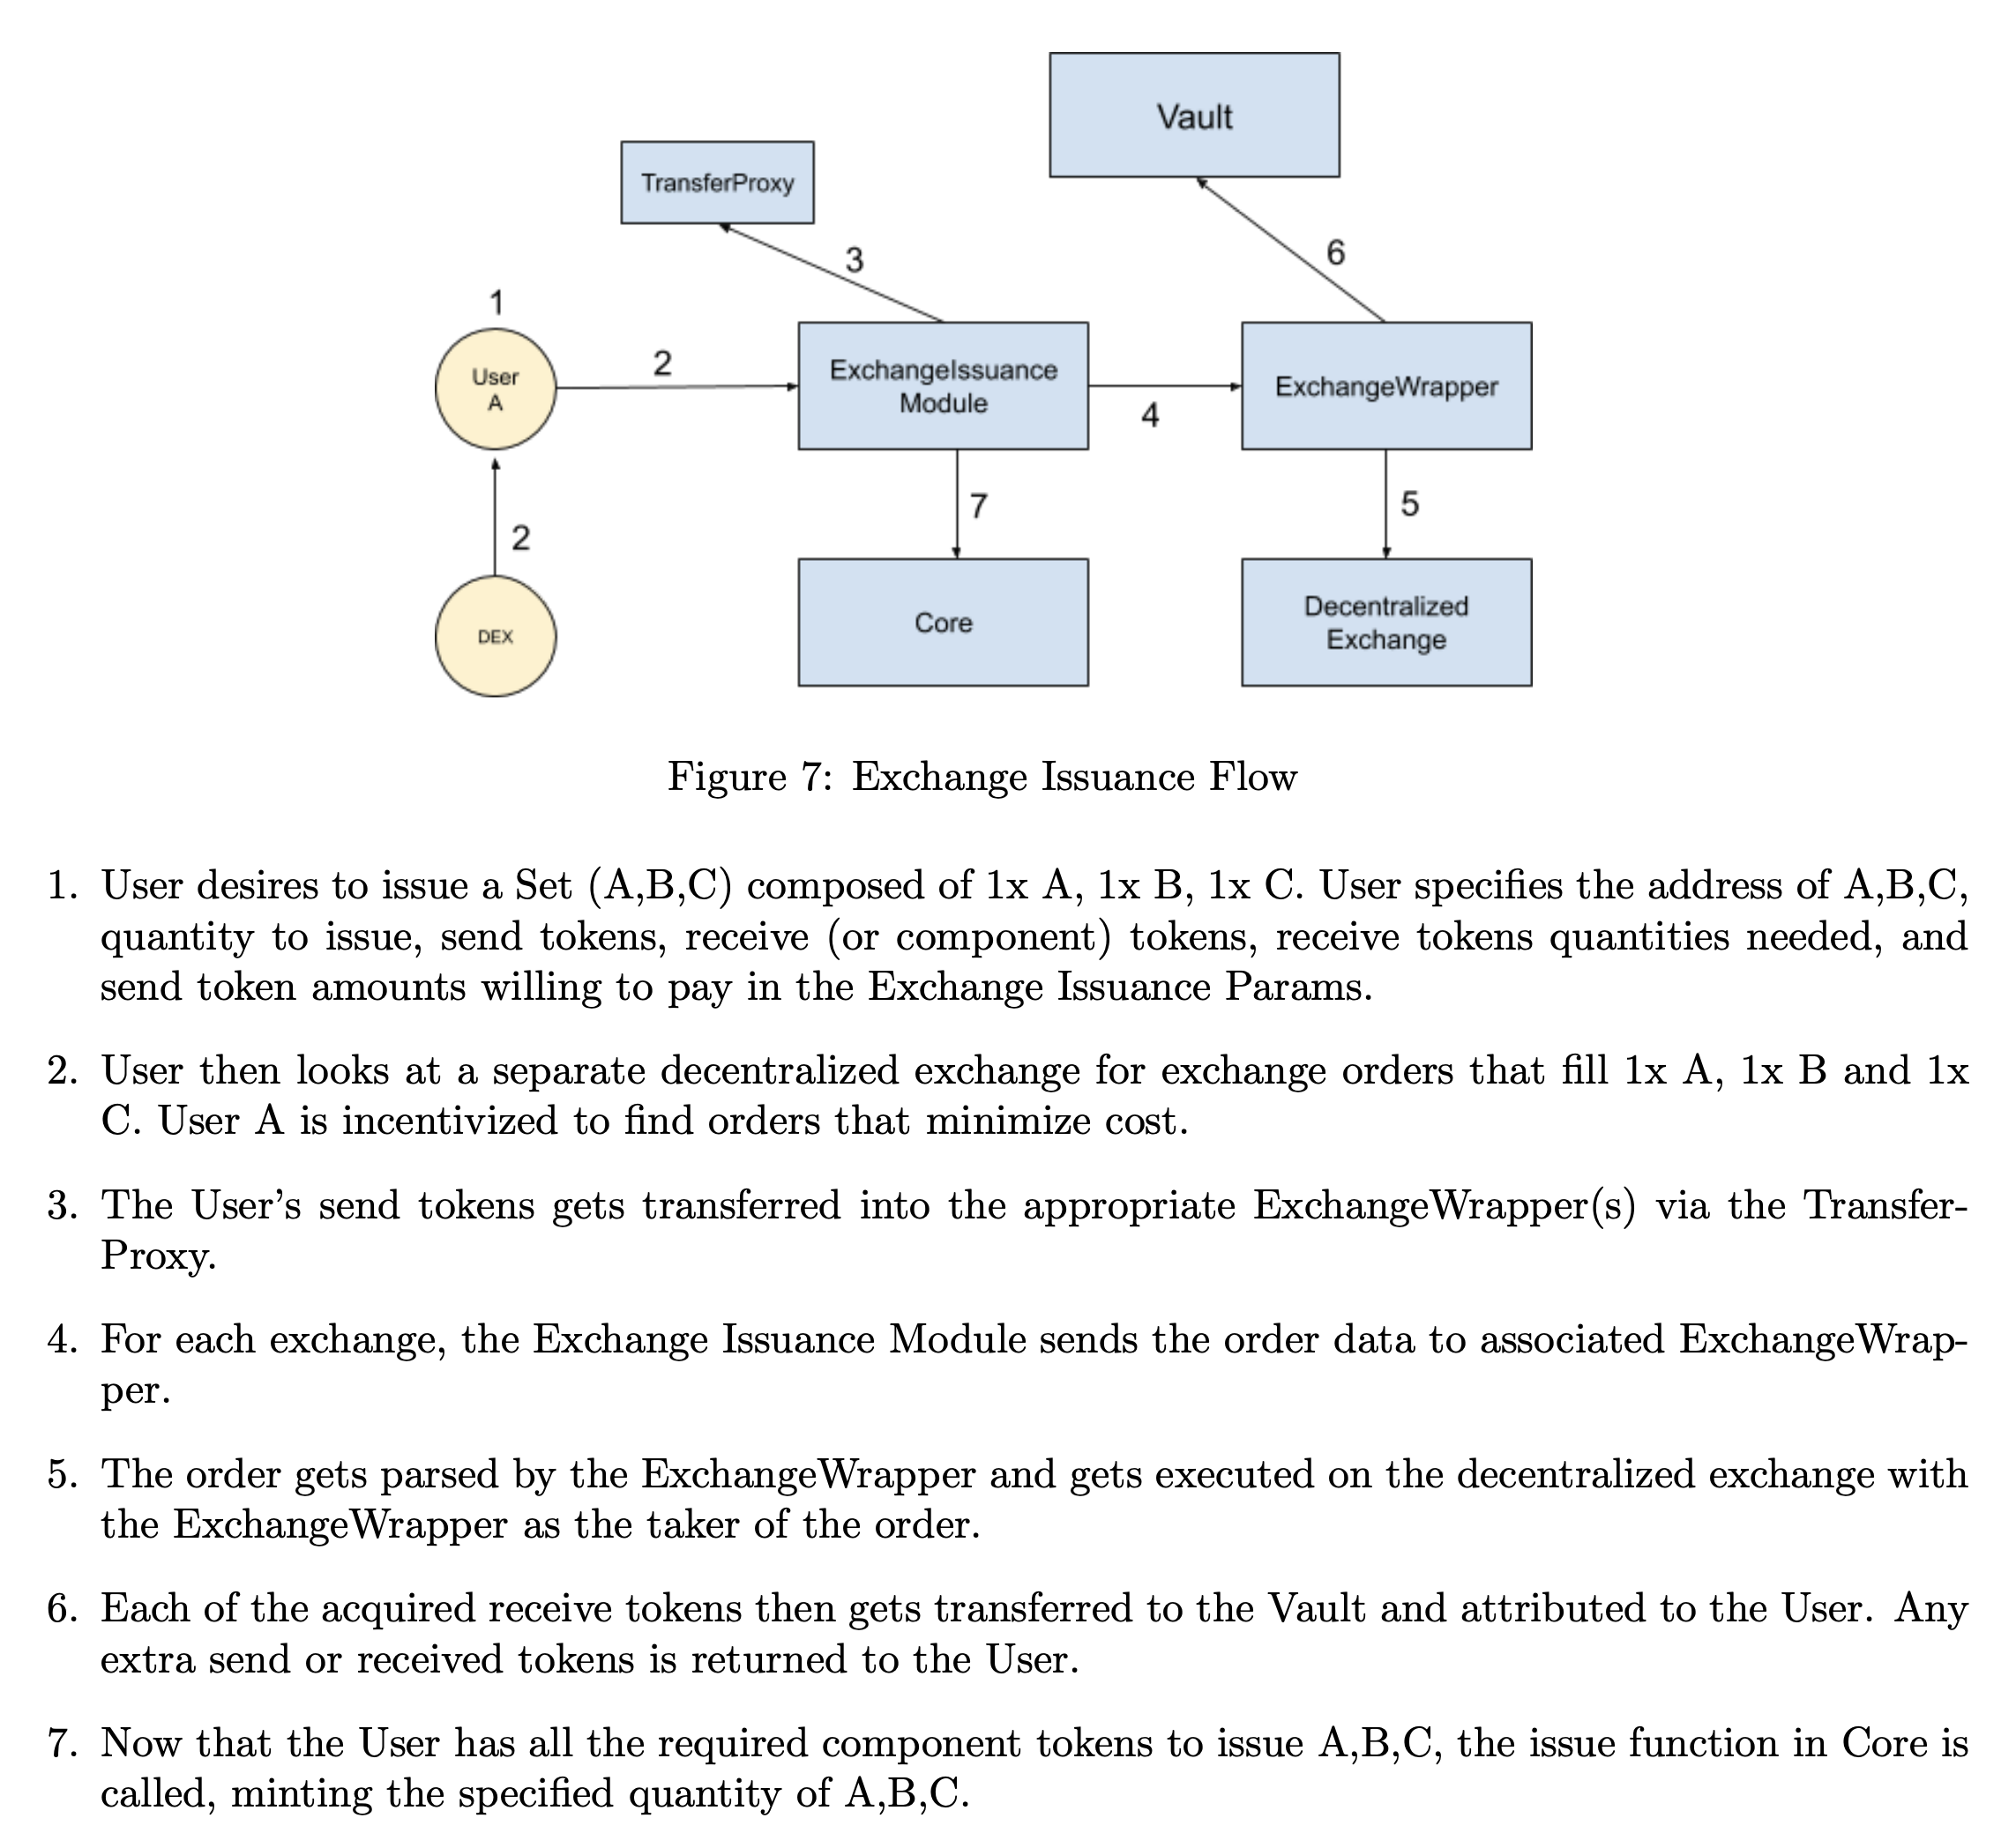 Vault
TransferProxy
3
6
1
User
A
2
ExchangeIssuance
Module
4
ExchangeWrapper
2
7
5
DEX
Core
Decentralized
Exchange
Figure 7: Exchange Issuance Flow
1. User desires to issue a Set (A,B,C) composed of 1x A, 1x B, 1x C. User specifies the address of A,B,C,
quantity to issue, send tokens, receive (or component) tokens, receive tokens quantities needed, and
send token amounts willing to pay in the Exchange Issuance Params.
2. User then looks at a separate decentralized exchange for exchange orders that fill 1x A, 1x B and 1x
C. User A is incentivized to find orders that minimize cost.
3. The User's send tokens gets transferred into the appropriate ExchangeWrapper(s) via the Transfer-
Proxy.
4. For each exchange, the Exchange Issuance Module sends the order data to associated ExchangeWrap-
per.
5. The order gets parsed by the ExchangeWrapper and gets executed on the decentralized exchange with
the ExchangeWrapper as the taker of the order.
6. Each of the acquired receive tokens then gets transferred to the Vault and attributed to the User. Any
extra send or received tokens is returned to the User.
7. Now that the User has all the required component tokens to issue A,B,C, the issue function in Core is
called, minting the specified quantity of A,B,C.